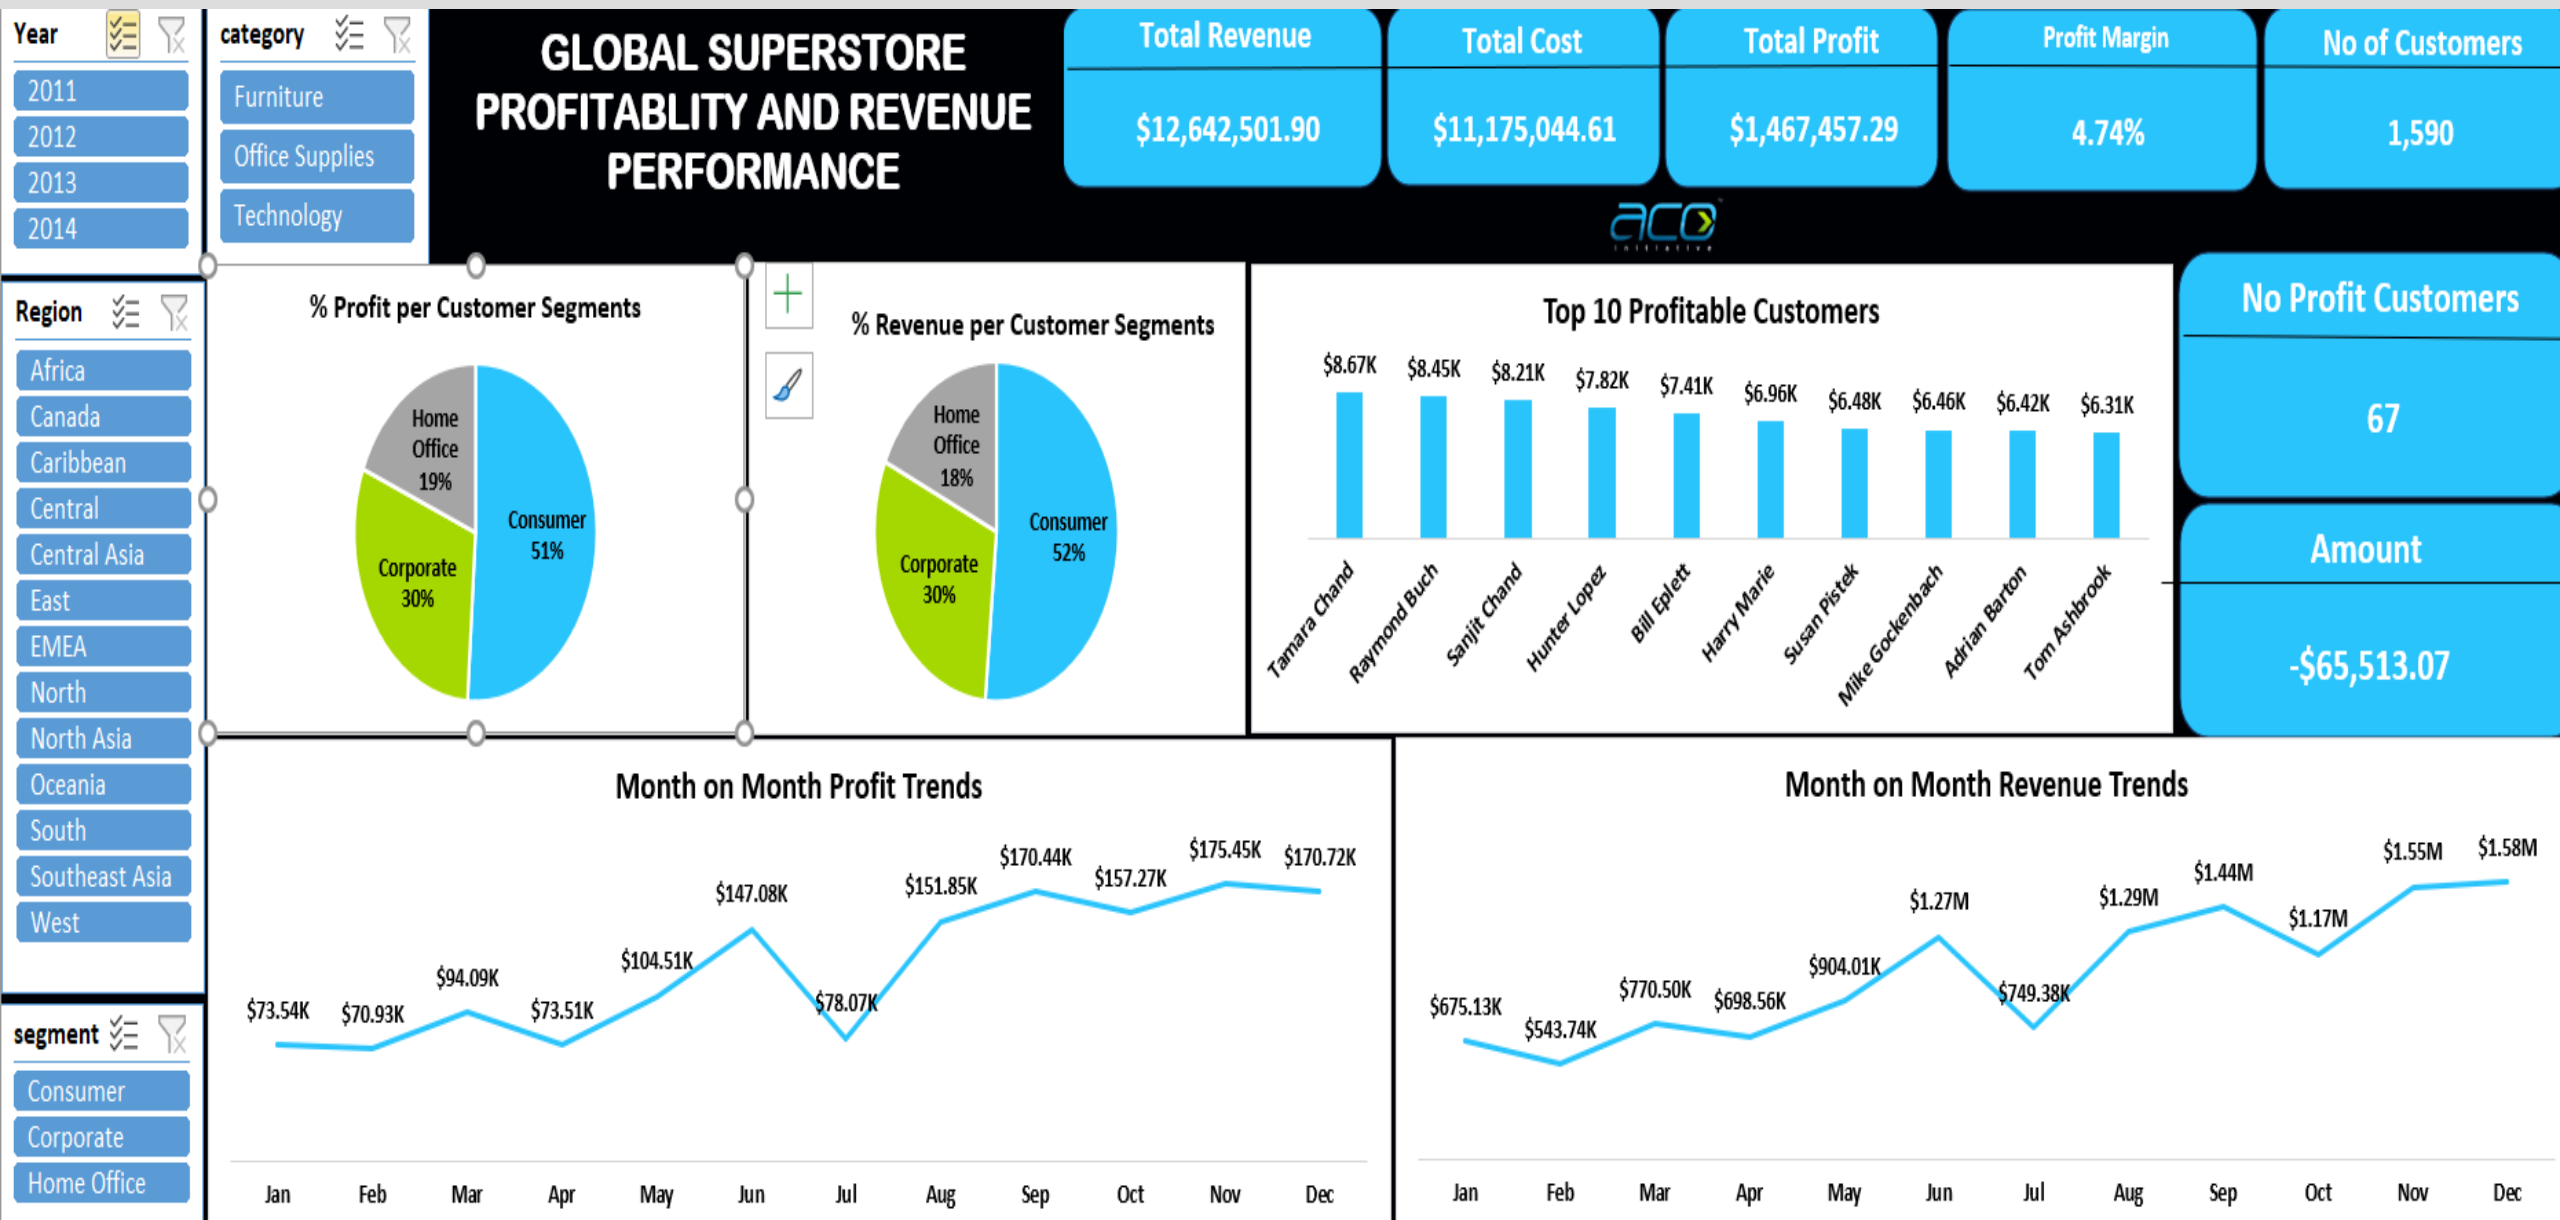 Year
2011
2012
2013
2014
category
Furniture
Office Supplies
Technology
GLOBAL SUPERSTORE
PROFITABLITY AND REVENUE
PERFORMANCE
Total Revenue
$12,642,501.90
Total Cost
$11,175,044.61
Total Profit
$1,467,457.29
Profit Margin
4.74%
No of Customers
1,590
aco
initiative
Region
Africa
Canada
Caribbean
Central
Central Asia
East
EMEA
North
North Asia
Oceania
South
Southeast Asia
West
segment
Consumer
Corporate
Home Office
% Profit per Customer Segments
Home
Office
19%
Consumer
51%
Corporate
30%
% Revenue per Customer Segments
Home
Office
18%
Consumer
52%
Corporate
30%
Top 10 Profitable Customers
$8.67K $8.45K $8.21K $7.82K $7.41K $6.96K $6.48K $6.46K $6.42K $6.31K
Tamara Chand
Raymond Buch
Sanjit Chand
Hunter Lopez
Bill Eplett
Harry Marie
Susan Pistek
Mike Gockenbach
Adrian Barton
Tom Ashbrook
No Profit Customers
67
Amount
-$65,513.07
Month on Month Profit Trends
$73.54K $70.93K $94.09K $73.51K $104.51K $147.08K $78.07K $151.85K $170.44K $157.27K $175.45K $170.72K
Jan Feb Mar Apr May Jun Jul Aug Sep Oct Nov Dec
Month on Month Revenue Trends
$675.13K $543.74K $770.50K $698.56K $904.01K $1.27M $749.38K $1.29M $1.44M $1.17M $1.55M $1.58M
Jan Feb Mar Apr May Jun Jul Aug Sep Oct Nov Dec